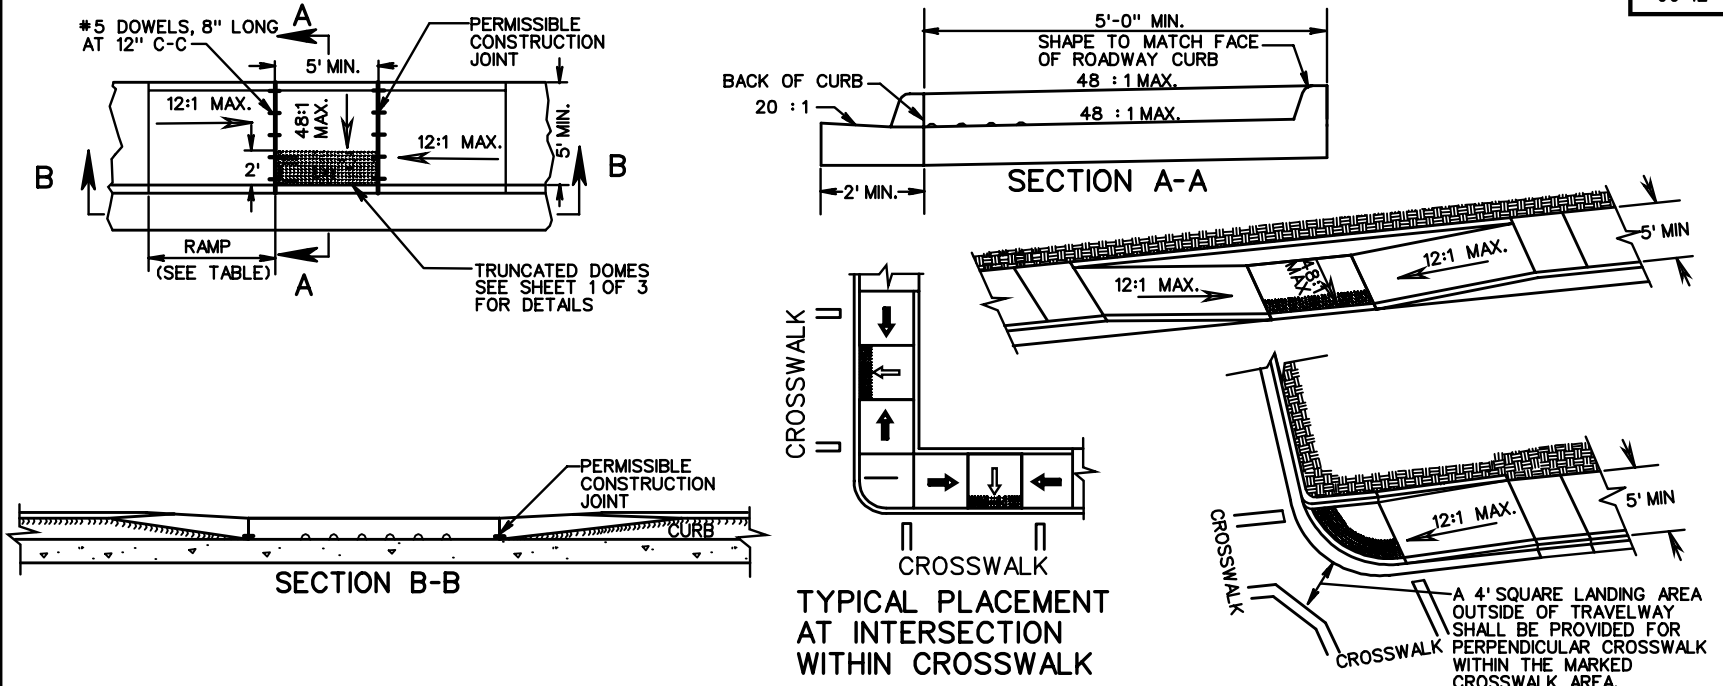 #5 DOWELS, 8" LONG
AT 12" C-C
A
5' MIN.
PERMISSIBLE
CONSTRUCTION
JOINT
12:1 MAX.
48:1
MAX.
12:1 MAX.
5' MIN.
2'
B
B
RAMP
(SEE TABLE)
A
TRUNCATED DOMES
SEE SHEET 1 OF 3
FOR DETAILS
5'-0" MIN.
SHAPE TO MATCH FACE
OF ROADWAY CURB
BACK OF CURB
48 : 1 MAX.
20 : 1
48 : 1 MAX.
2' MIN.
SECTION A-A
5' MIN
12:1 MAX.
48:1
MAX
12:1 MAX.
CROSSWALK
CROSSWALK
TYPICAL PLACEMENT
AT INTERSECTION
WITHIN CROSSWALK
PERMISSIBLE
CONSTRUCTION
JOINT
CURB
SECTION B-B
5' MIN
12:1 MAX.
CROSSWALK
CROSSWALK
A 4' SQUARE LANDING AREA
OUTSIDE OF TRAVELWAY
SHALL BE PROVIDED FOR
PERPENDICULAR CROSSWALK
WITHIN THE MARKED
CROSSWALK AREA.